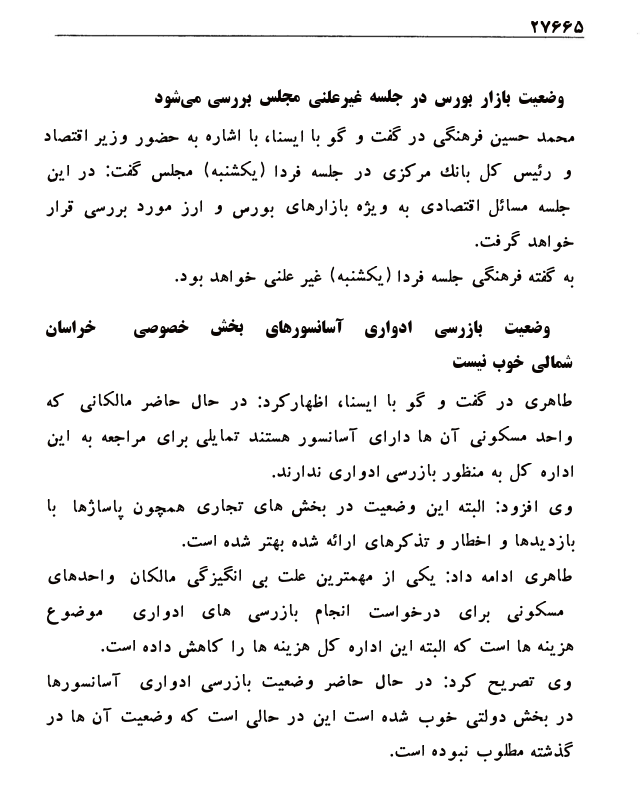 ۲۷۶۶۵
وضعیت بازار بورس در جلسه غیرعلنی مجلس بررسی می‌شود
محمد حسین فرهنگی در گفت و گو با ایسنا، با اشاره به حضور وزیر اقتصاد
و رئیس کل بانك مرکزی در جلسه فردا (یکشنبه) مجلس گفت: در این
جلسه مسائل اقتصادی به ویژه بازارهای بورس و ارز مورد بررسی قرار
خواهد گرفت.
به گفته فرهنگی جلسه فردا (یکشنبه) غیر علنی خواهد بود.
وضعیت بازرسی ادواری آسانسورهای بخش خصوصی خراسان
شمالی خوب نیست
طاهری در گفت و گو با ایسنا، اظهارکرد: در حال حاضر مالکانی که
واحد مسکونی آن ها دارای آسانسور هستند تمایلی برای مراجعه به این
اداره کل به منظور بازرسی ادواری ندارند.
وی افزود: البته این وضعیت در بخش های تجاری همچون پاساژها با
بازدیدها و اخطار و تذکرهای ارائه شده بهتر شده است.
طاهری ادامه داد: یکی از مهمترین علت بی انگیزگی مالکان واحدهای
مسکونی برای درخواست انجام بازرسی های ادواری موضوع
هزینه ها است که البته این اداره کل هزینه ها را کاهش داده است.
وی تصریح کرد: در حال حاضر وضعیت بازرسی ادواری آسانسورها
در بخش دولتی خوب شده است این در حالی است که وضعیت آن ها در
گذشته مطلوب نبوده است.